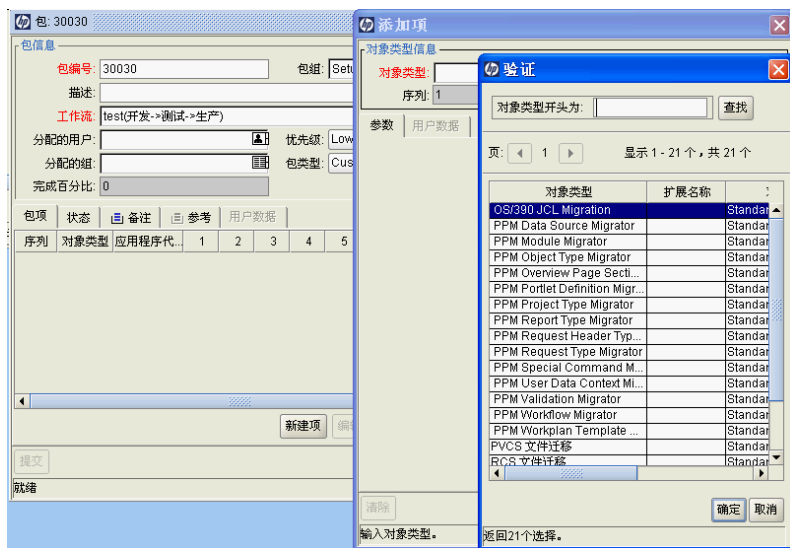 包: 30030
包信息
包编号: 30030
包组: Setu
描述:
工作流: test(开发->测试->生产)
分配的用户:
优先级: Low
分配的组:
包类型: Cus
完成百分比: 0
包项 状态 备注 参考 用户数据
序列 对象类型 应用程序代... 1 2 3 4 5
新建项 编辑
提交
就绪
添加项
对象类型信息
对象类型:
序列: 1
参数 用户数据
清除
输入对象类型。
验证
对象类型开头为: 查找
页: 1 显示 1 - 21 个，共 21 个
对象类型 扩展名称
OS/390 JCL Migration Standar
PPM Data Source Migrator Standar
PPM Module Migrator Standar
PPM Object Type Migrator Standar
PPM Overview Page Secti... Standar
PPM Portlet Definition Migr... Standar
PPM Project Type Migrator Standar
PPM Report Type Migrator Standar
PPM Request Header Typ... Standar
PPM Request Type Migrator Standar
PPM Special Command M... Standar
PPM User Data Context Mi... Standar
PPM Validation Migrator Standar
PPM Workflow Migrator Standar
PPM Workplan Template ... Standar
PVCS 文件迁移 Standar
RCS 文件迁移 Standar
确定 取消
返回21个选择。